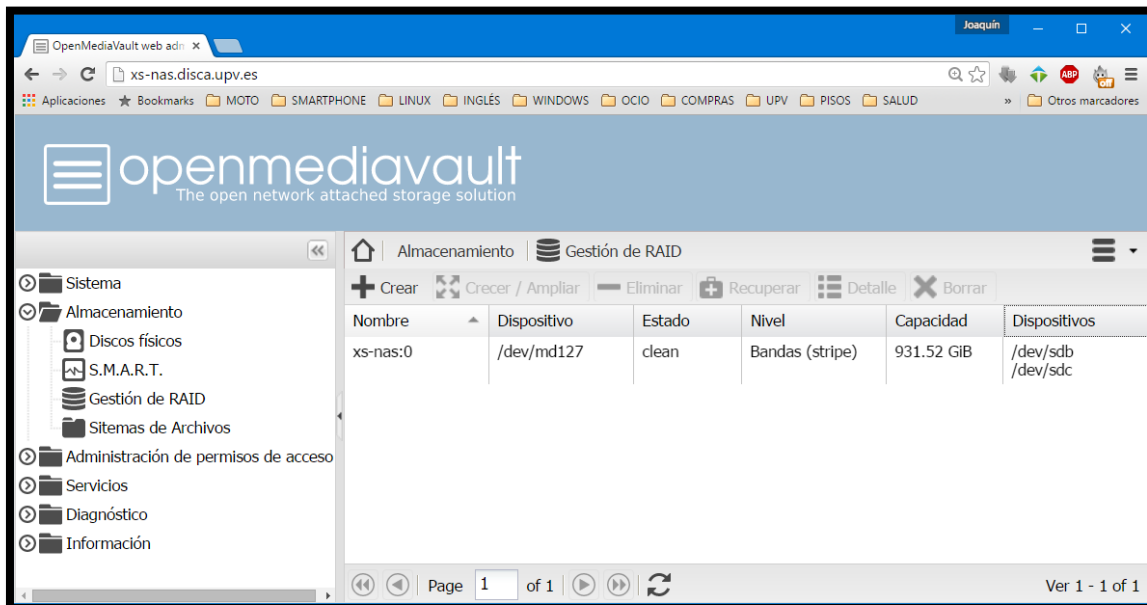 Joaquín
OpenMediaVault web adn
xs-nas.disca.upv.es
ABP
Off
Aplicaciones Bookmarks MOTO SMARTPHONE LINUX INGLÉS WINDOWS OCIO COMPRAS UPV PISOS SALUD » Otros marcadores
openmediavault
The open network attached storage solution
Almacenamiento Gestión de RAID
Sistema
Almacenamiento
Discos físicos
S.M.A.R.T.
Gestión de RAID
Sitemas de Archivos
Administración de permisos de acceso
Servicios
Diagnóstico
Información
Crear Crecer / Ampliar Eliminar Recuperar Detalle Borrar
Nombre Dispositivo Estado Nivel Capacidad Dispositivos
xs-nas:0 /dev/md127 clean Bandas (stripe) 931.52 GiB /dev/sdb
/dev/sdc
Page 1 of 1 Ver 1 - 1 of 1